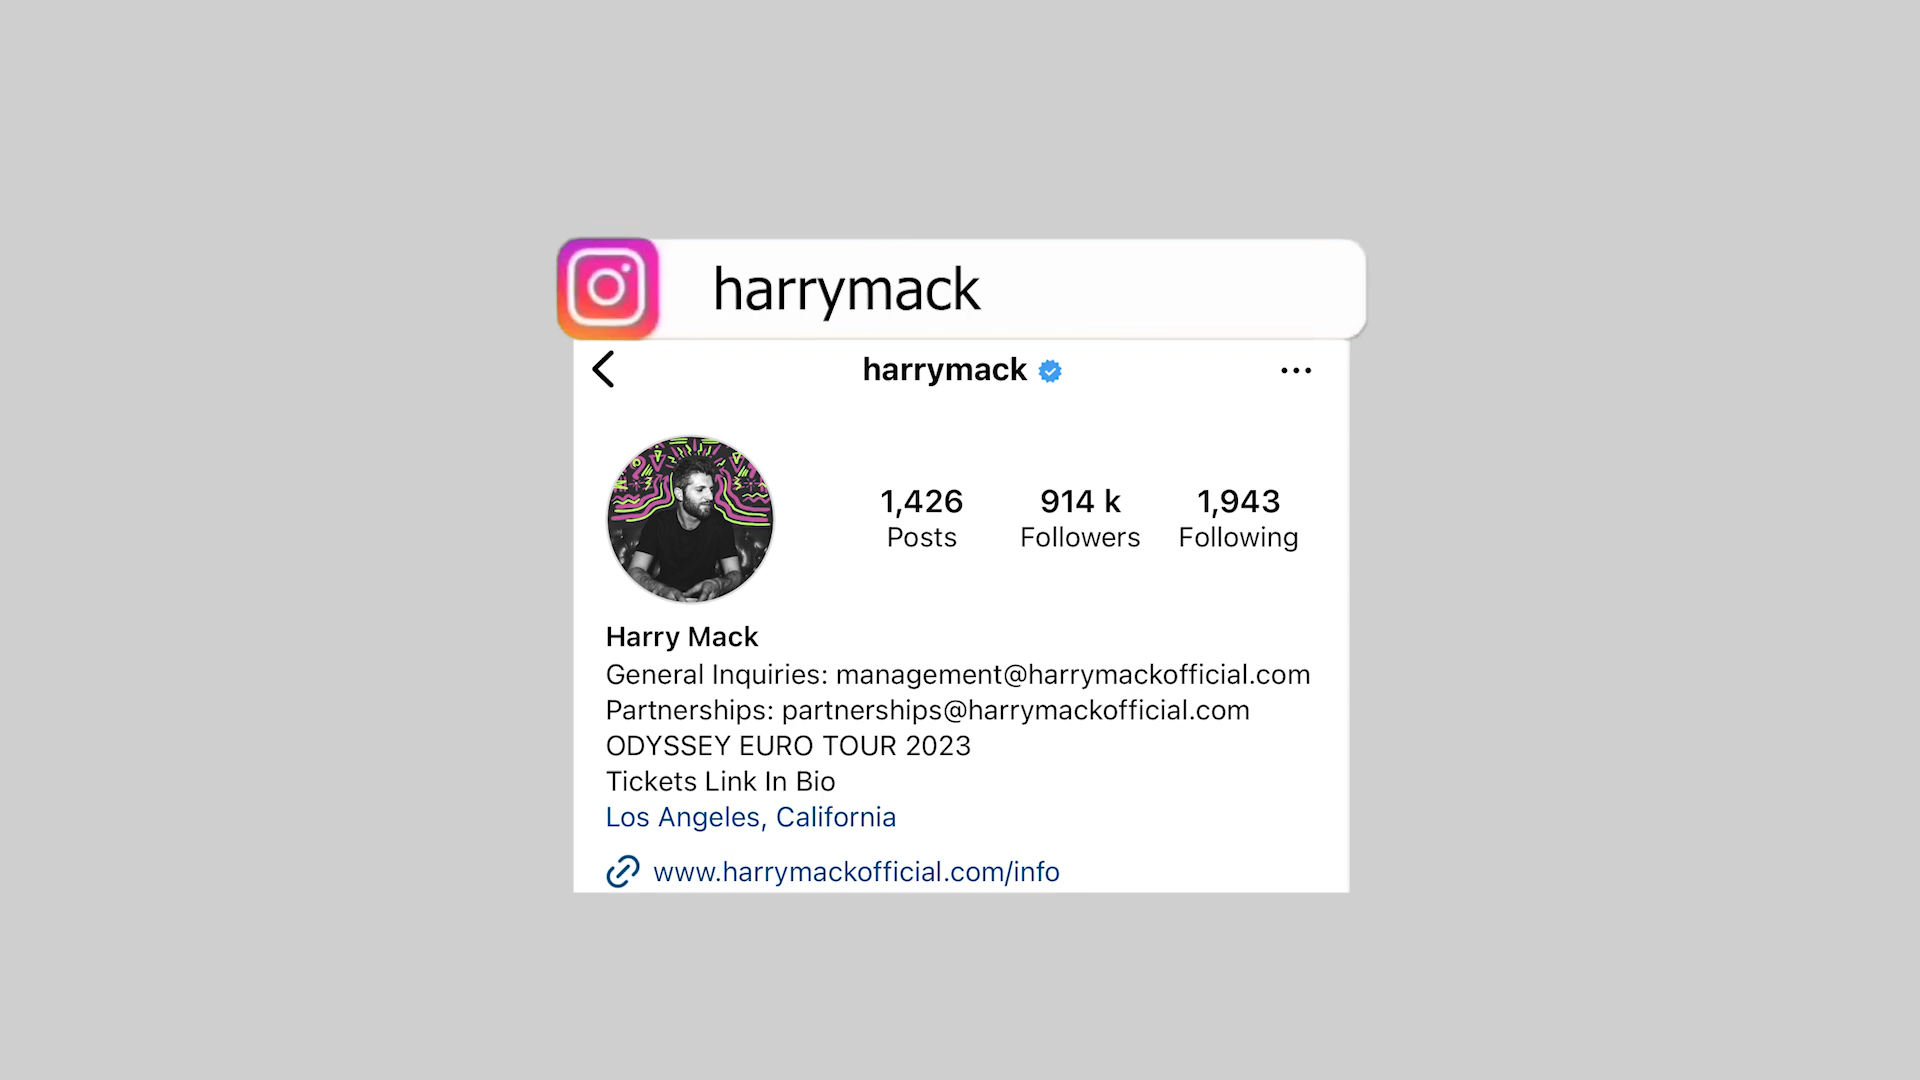 harrymack
harrymack
1,426 914 k 1,943
Posts Followers Following
Harry Mack
General Inquiries: management@harrymackofficial.com
Partnerships: partnerships@harrymackofficial.com
ODYSSEY EURO TOUR 2023
Tickets Link In Bio
Los Angeles, California
www.harrymackofficial.com/info